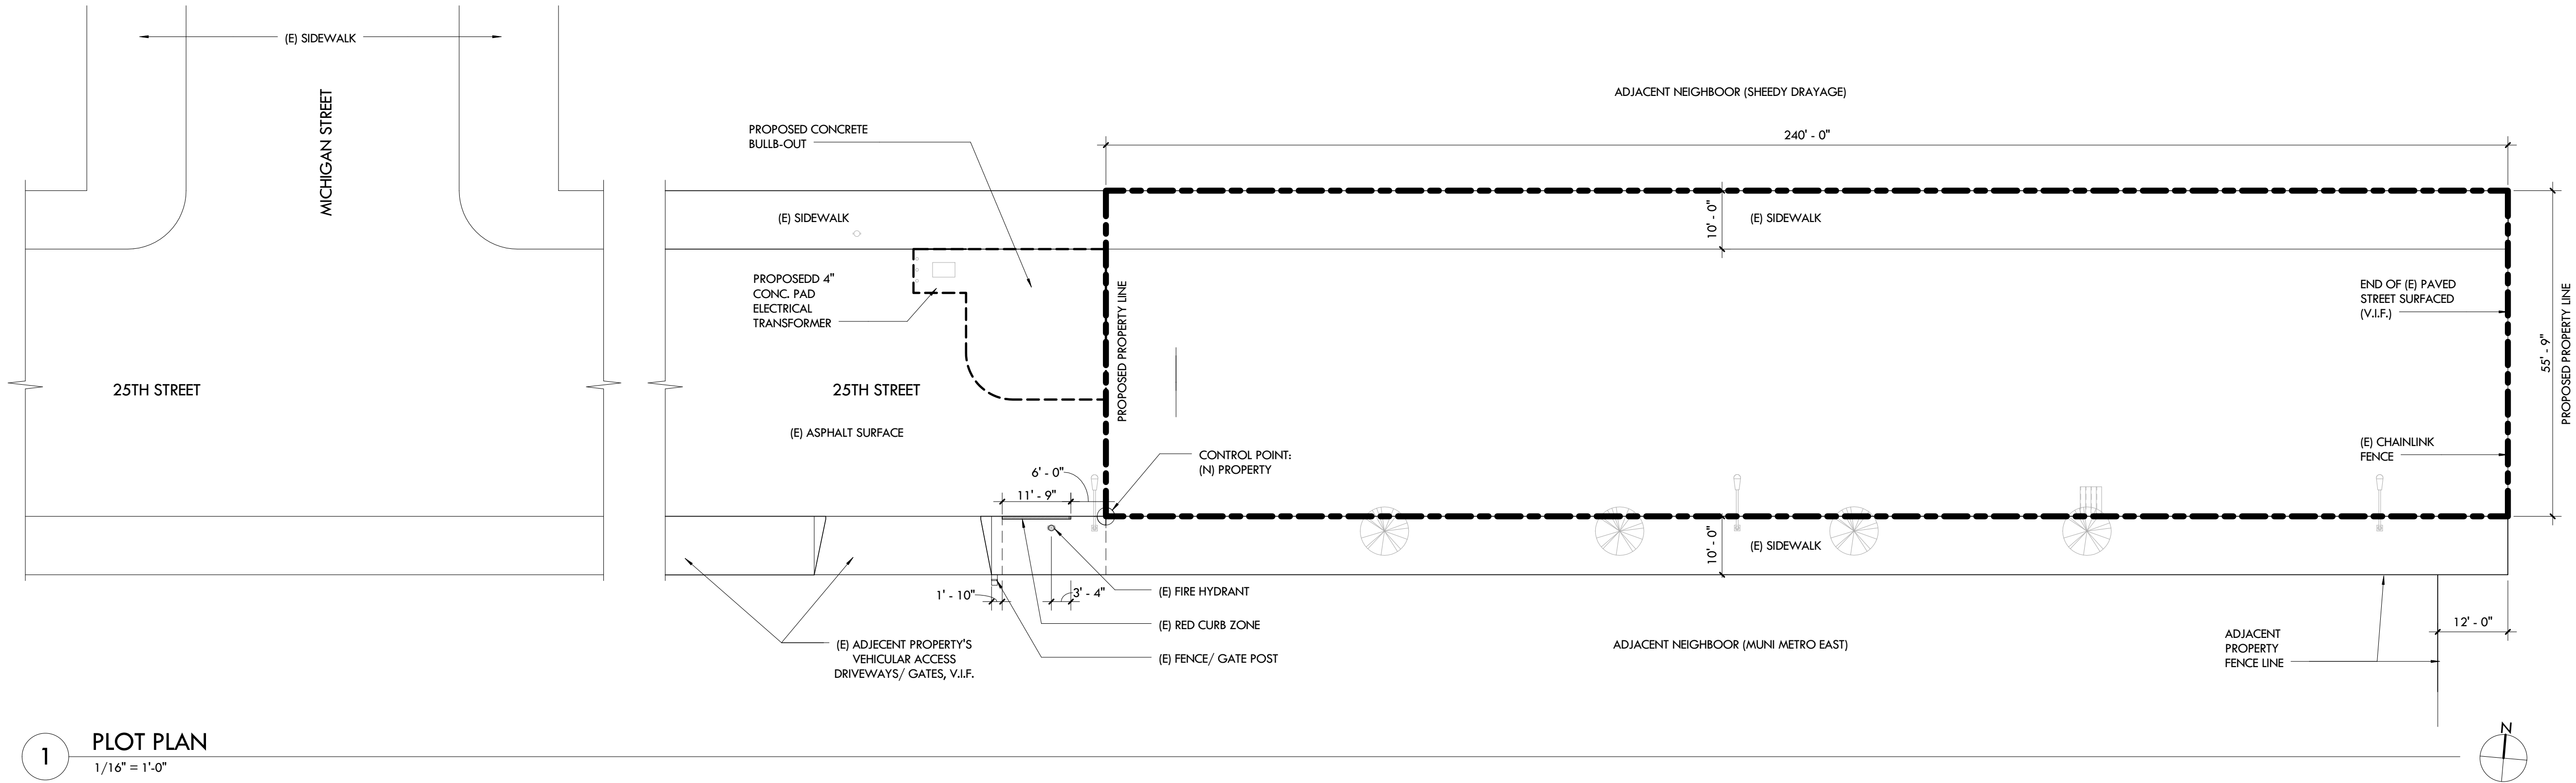 (E) SIDEWALK
MICHIGAN STREET
25TH STREET
PROPOSED CONCRETE
BULLB-OUT
(E) SIDEWALK
PROPOSEDD 4"
CONC. PAD
ELECTRICAL
TRANSFORMER
25TH STREET
(E) ASPHALT SURFACE
ADJACENT NEIGHBOOR (SHEEDY DRAYAGE)
240' - 0"
10' - 0"
(E) SIDEWALK
PROPOSED PROPERTY LINE
END OF (E) PAVED
STREET SURFACED
(V.I.F.)
55' - 9"
PROPOSED PROPERTY LINE
(E) CHAINLINK
FENCE
CONTROL POINT:
(N) PROPERTY
6' - 0"
11' - 9"
10' - 0"
(E) SIDEWALK
1' - 10"
3' - 4"
(E) FIRE HYDRANT
(E) RED CURB ZONE
(E) FENCE/ GATE POST
(E) ADJECENT PROPERTY'S
VEHICULAR ACCESS
DRIVEWAYS/ GATES, V.I.F.
ADJACENT NEIGHBOOR (MUNI METRO EAST)
12' - 0"
ADJACENT
PROPERTY
FENCE LINE
1
PLOT PLAN
1/16" = 1'-0"
N